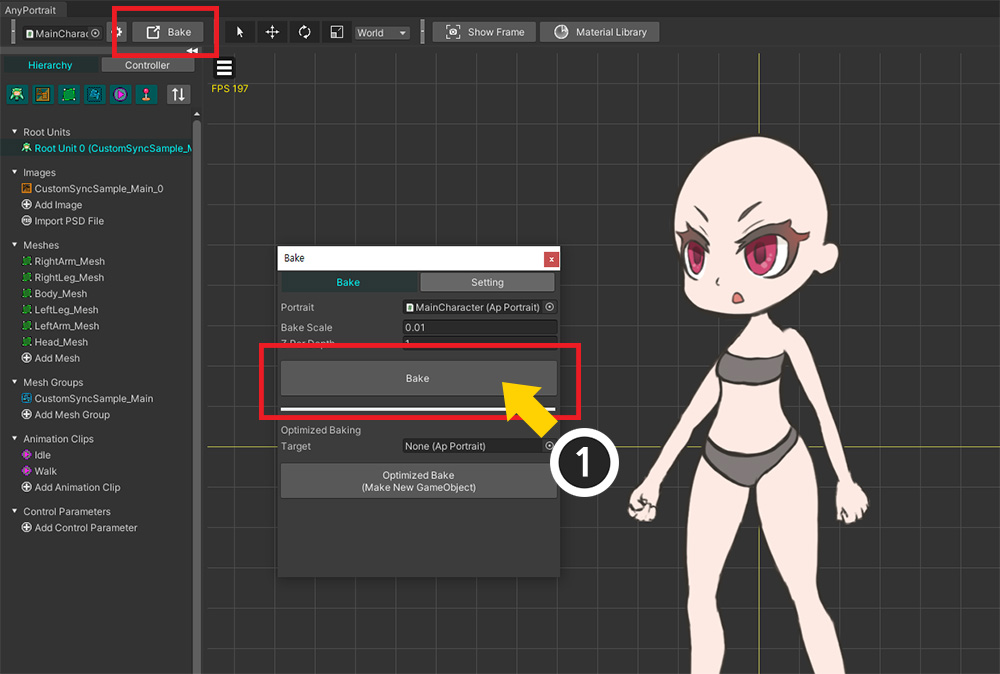 AnyPortrait
MainCharac
Bake
World
Show Frame
Material Library
Hierarchy
Controller
FPS 197
Root Units
Root Unit 0 (CustomSyncSample_M
Images
CustomSyncSample_Main_0
Add Image
Import PSD File
Meshes
RightArm_Mesh
RightLeg_Mesh
Body_Mesh
LeftLeg_Mesh
LeftArm_Mesh
Head_Mesh
Add Mesh
Mesh Groups
CustomSyncSample_Main
Add Mesh Group
Animation Clips
Idle
Walk
Add Animation Clip
Control Parameters
Add Control Parameter
Bake
x
Bake
Setting
Portrait
MainCharacter (Ap Portrait)
Bake Scale
0.01
Z Per Depth
1
Bake
1
Optimized Baking
Target
None (Ap Portrait)
Optimized Bake
(Make New GameObject)